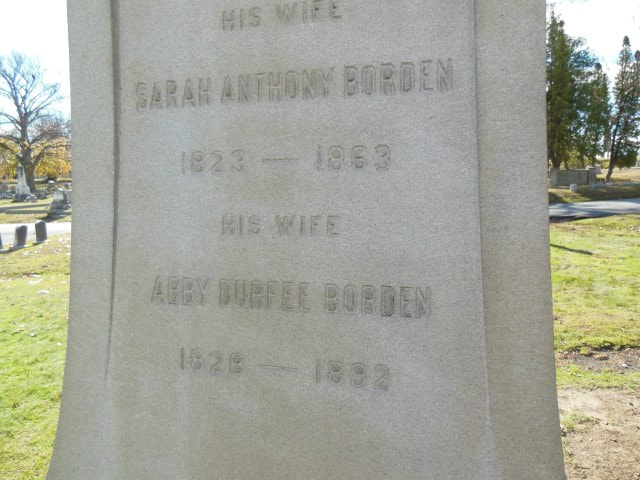 HIS WIFE
SARAH ANTHONY BORDEN
1823 — 1863
HIS WIFE
ABBY DURFEE BORDEN
1828 — 1892